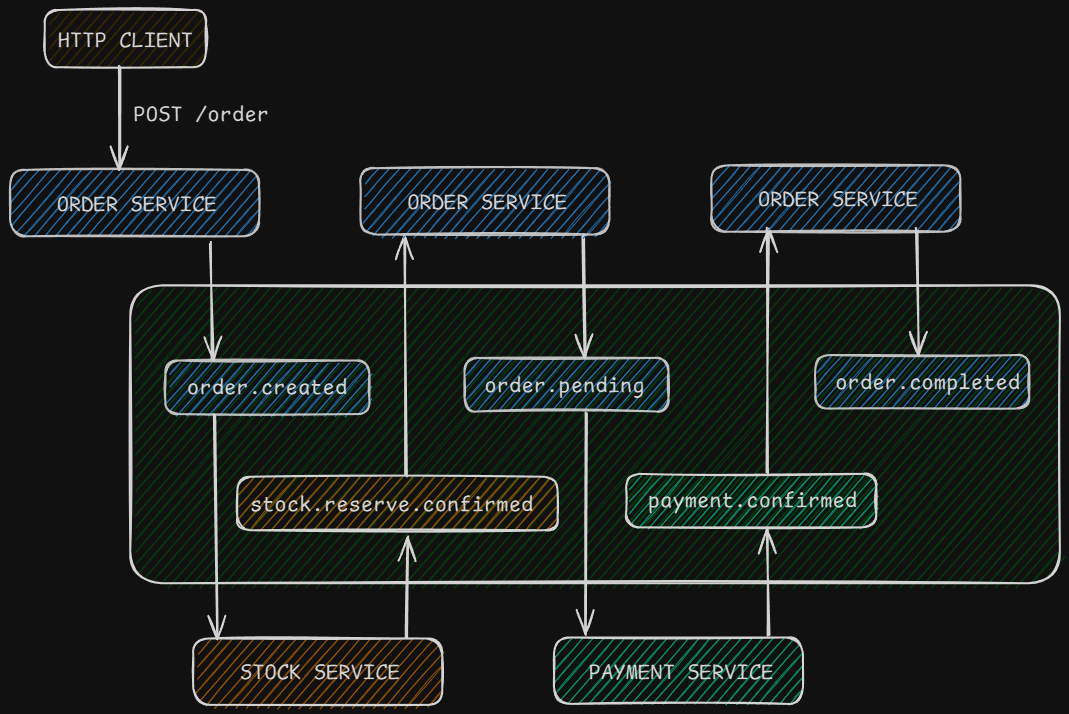 HTTP CLIENT
POST /order
ORDER SERVICE
ORDER SERVICE
ORDER SERVICE
order.created
order.pending
order.completed
stock.reserve.confirmed
payment.confirmed
STOCK SERVICE
PAYMENT SERVICE